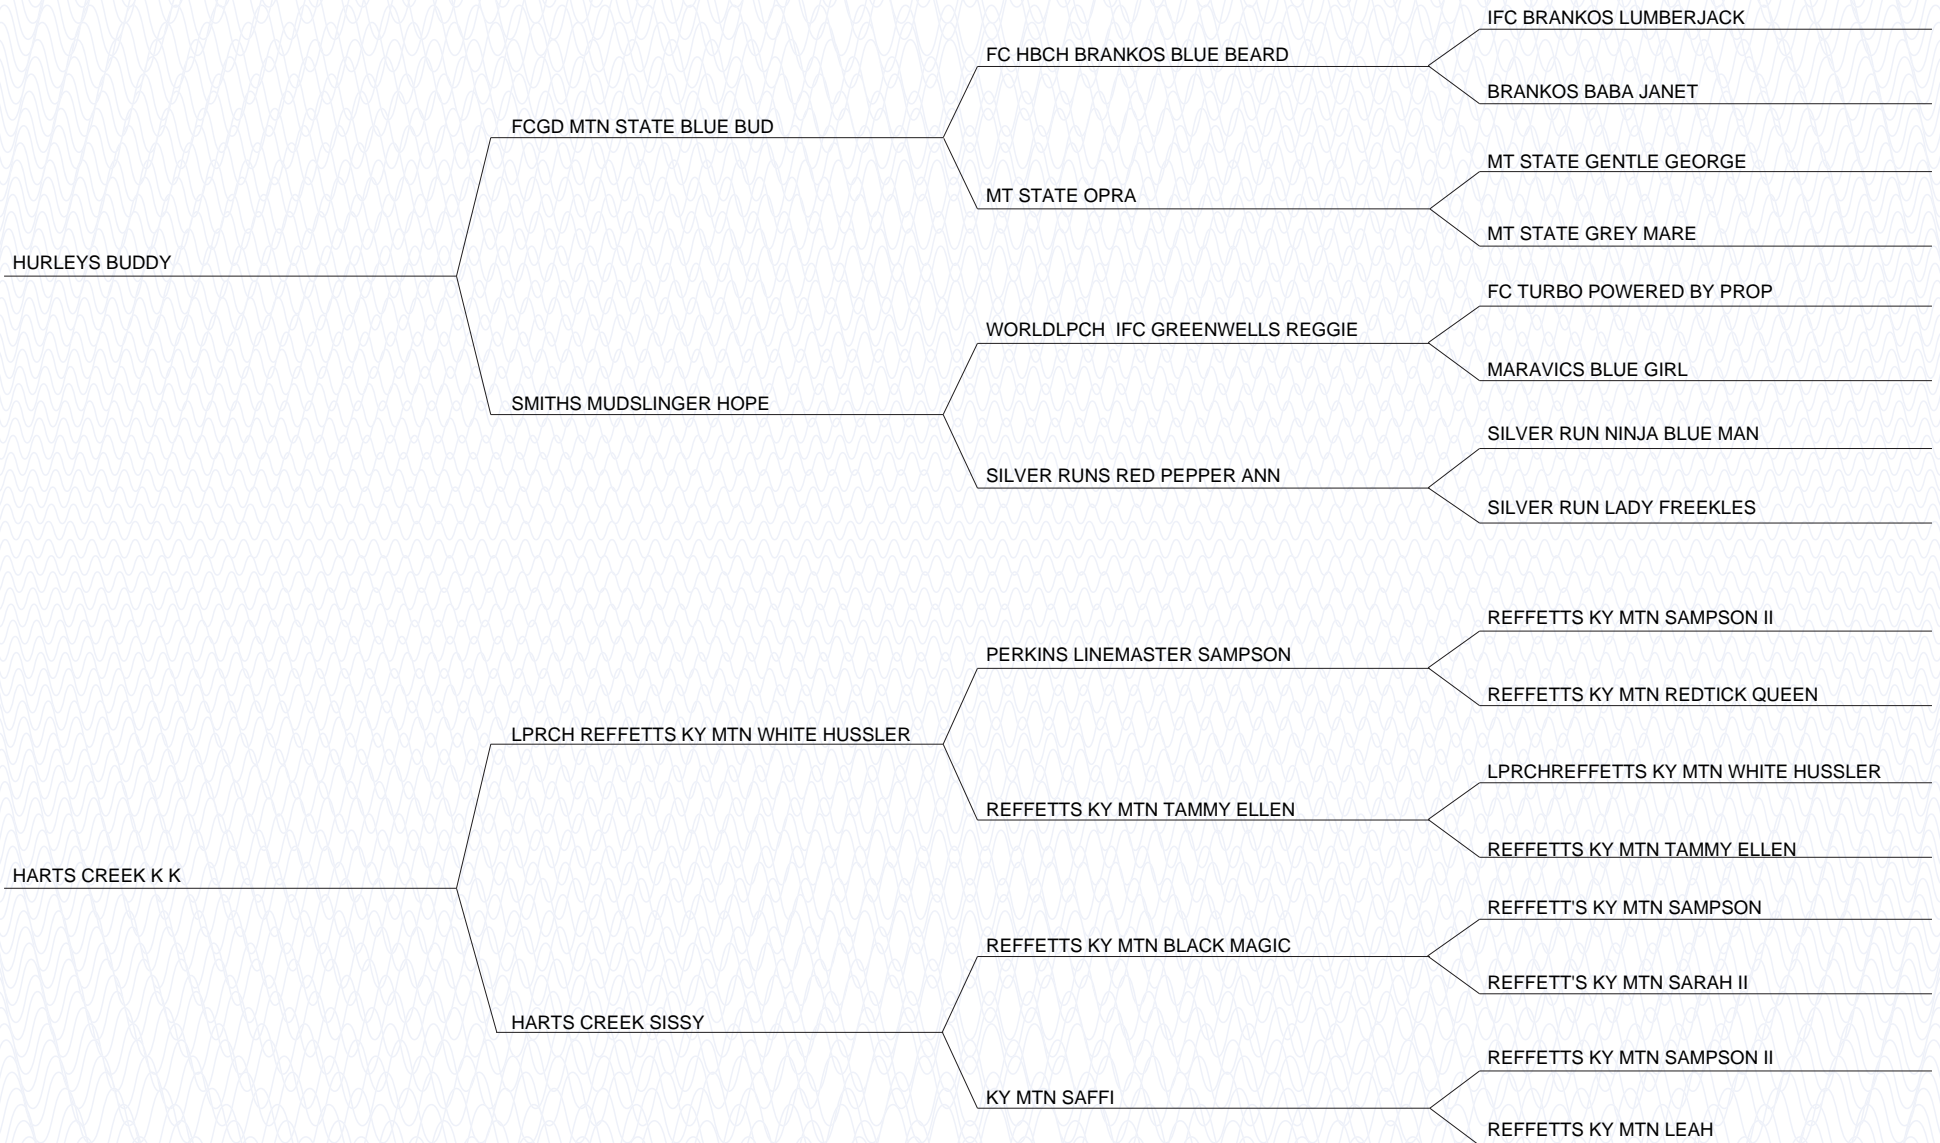 IFC BRANKOS LUMBERJACK
FC HBCH BRANKOS BLUE BEARD
BRANKOS BABA JANET
FCGD MTN STATE BLUE BUD
MT STATE GENTLE GEORGE
MT STATE OPRA
MT STATE GREY MARE
HURLEYS BUDDY
FC TURBO POWERED BY PROP
WORLDLPCH  IFC GREENWELLS REGGIE
MARAVICS BLUE GIRL
SMITHS MUDSLINGER HOPE
SILVER RUN NINJA BLUE MAN
SILVER RUNS RED PEPPER ANN
SILVER RUN LADY FREEKLES
REFFETTS KY MTN SAMPSON II
PERKINS LINEMASTER SAMPSON
REFFETTS KY MTN REDTICK QUEEN
LPRCH REFFETTS KY MTN WHITE HUSSLER
LPRCHREFFETTS KY MTN WHITE HUSSLER
REFFETTS KY MTN TAMMY ELLEN
REFFETTS KY MTN TAMMY ELLEN
HARTS CREEK K K
REFFETT'S KY MTN SAMPSON
REFFETTS KY MTN BLACK MAGIC
REFFETT'S KY MTN SARAH II
HARTS CREEK SISSY
REFFETTS KY MTN SAMPSON II
KY MTN SAFFI
REFFETTS KY MTN LEAH